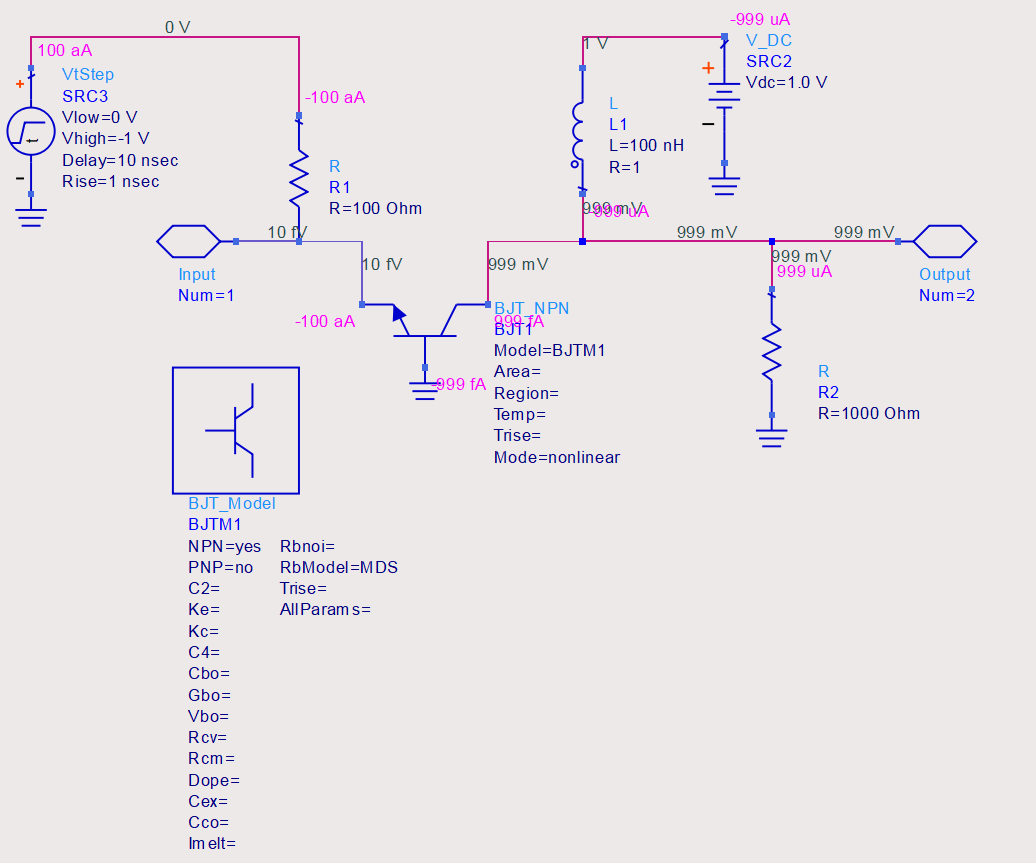 0 V
100 aA
VtStep
SRC3
Vlow=0 V
Vhigh=-1 V
Delay=10 nsec
Rise=1 nsec
+
t
−
-100 aA
R
R1
R=100 Ohm
10 fV
Input
Num=1
10 fV
-100 aA
-999 fA
999 mV
BJT_NPN
999 fA
BJT1
Model=BJTM1
Area=
Region=
Temp=
Trise=
Mode=nonlinear
1 V
L
L1
L=100 nH
R=1
999 mV
-999 uA
-999 uA
V_DC
SRC2
Vdc=1.0 V
+
−
999 mV
999 mV
999 mV
999 uA
Output
Num=2
R
R2
R=1000 Ohm
BJT_Model
BJTM1
NPN=yes Rbnoi=
PNP=no RbModel=MDS
C2= Trise=
Ke= AllParams=
Kc=
C4=
Cbo=
Gbo=
Vbo=
Rcv=
Rcm=
Dope=
Cex=
Cco=
Imelt=